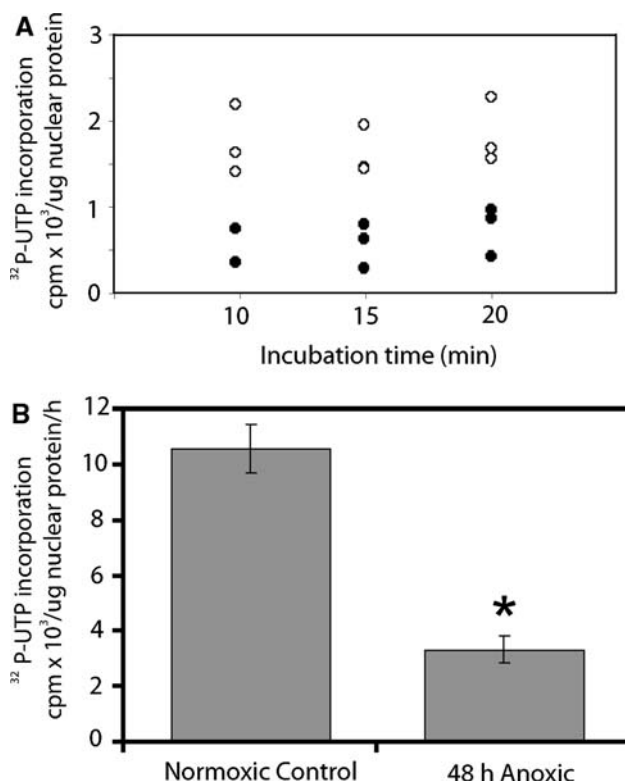 A
3
2
1
0
³²P-UTP incorporation
cpm x 10³/ug nuclear protein
10 15 20
Incubation time (min)
B
12
10
8
6
4
2
0
³² P-UTP incorporation
cpm x 10³/ug nuclear protein/h
*
Normoxic Control 48 h Anoxic